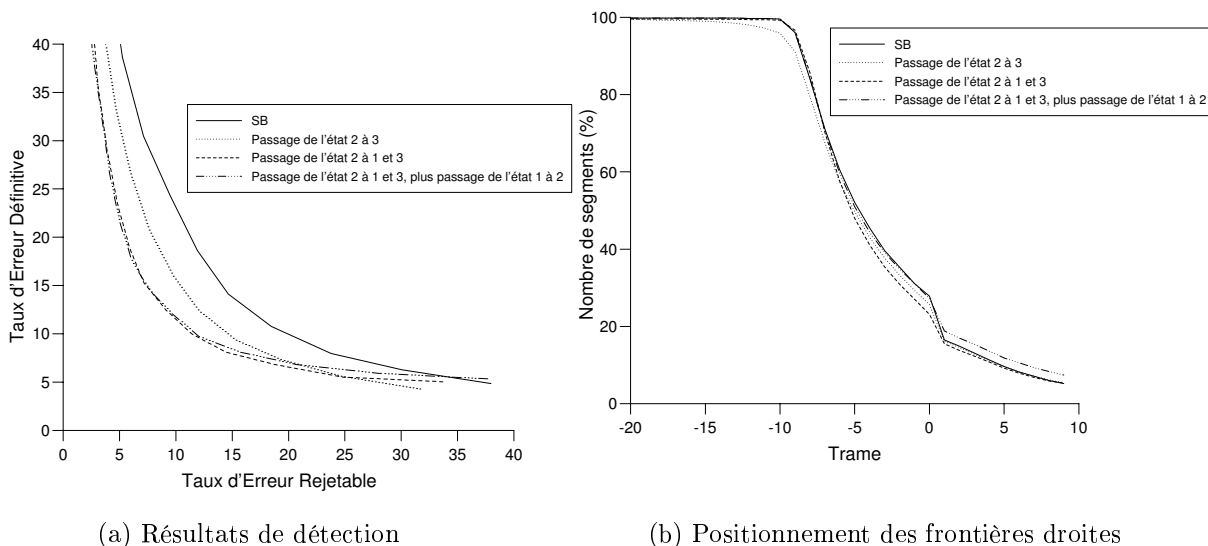 40
35
30
25
20
15
10
5
0
Taux d'Erreur Définitive
0 5 10 15 20 25 30 35 40
Taux d'Erreur Rejetable
SB
Passage de l'état 2 à 3
Passage de l'état 2 à 1 et 3
Passage de l'état 2 à 1 et 3, plus passage de l'état 1 à 2
(a) Résultats de détection
100
80
60
40
20
0
Nombre de segments (%)
-20 -15 -10 -5 0 5 10
Trame
SB
Passage de l'état 2 à 3
Passage de l'état 2 à 1 et 3
Passage de l'état 2 à 1 et 3, plus passage de l'état 1 à 2
(b) Positionnement des frontières droites